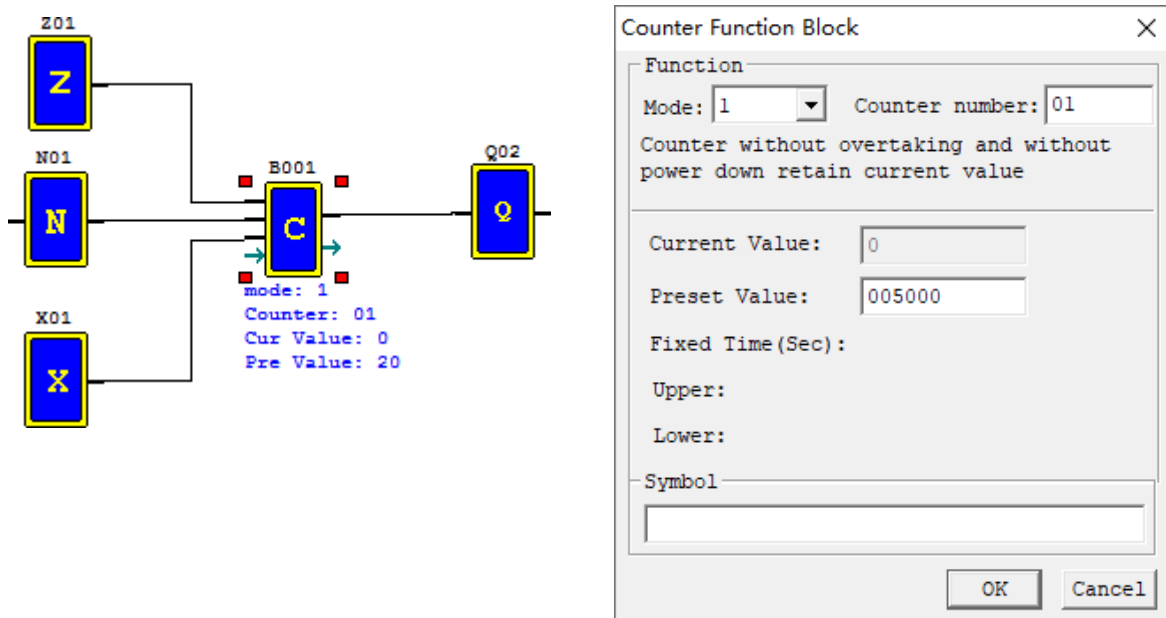 Z01
Z
N01
N
X01
X
B001
C
mode: 1
Counter: 01
Cur Value: 0
Pre Value: 20
Q02
Q
Counter Function Block
Function
Mode: 1 Counter number: 01
Counter without overtaking and without
power down retain current value
Current Value: 0
Preset Value: 005000
Fixed Time(Sec):
Upper:
Lower:
Symbol
OK Cancel